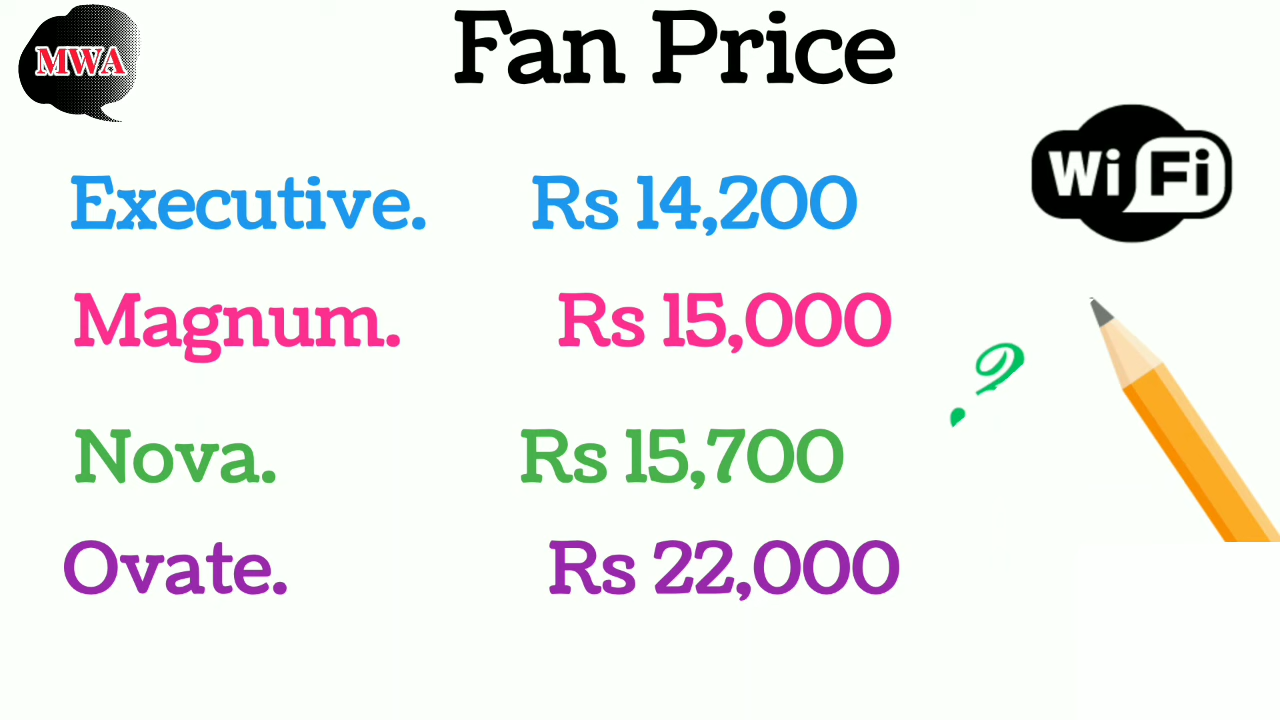 MWA
Fan Price
WiFi
Executive. Rs 14,200
Magnum. Rs 15,000
Nova. Rs 15,700
Ovate. Rs 22,000